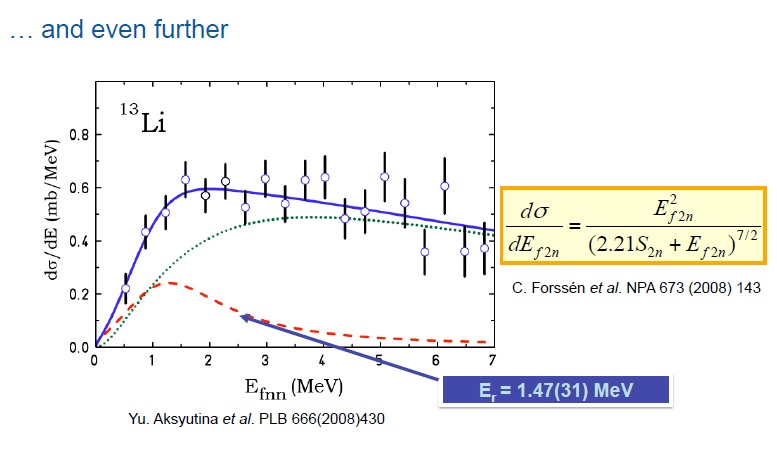 … and even further
¹³Li
dσ/dE (mb/MeV)
0.8
0.6
0.4
0.2
0.0
0 1 2 3 4 5 6 7
E_fnn (MeV)
dσ/dE_f2n = E²_f2n/(2.21S_2n + E_f2n)^7/2
C. Forssén et al. NPA 673 (2008) 143
E_r = 1.47(31) MeV
Yu. Aksyutina et al. PLB 666(2008)430